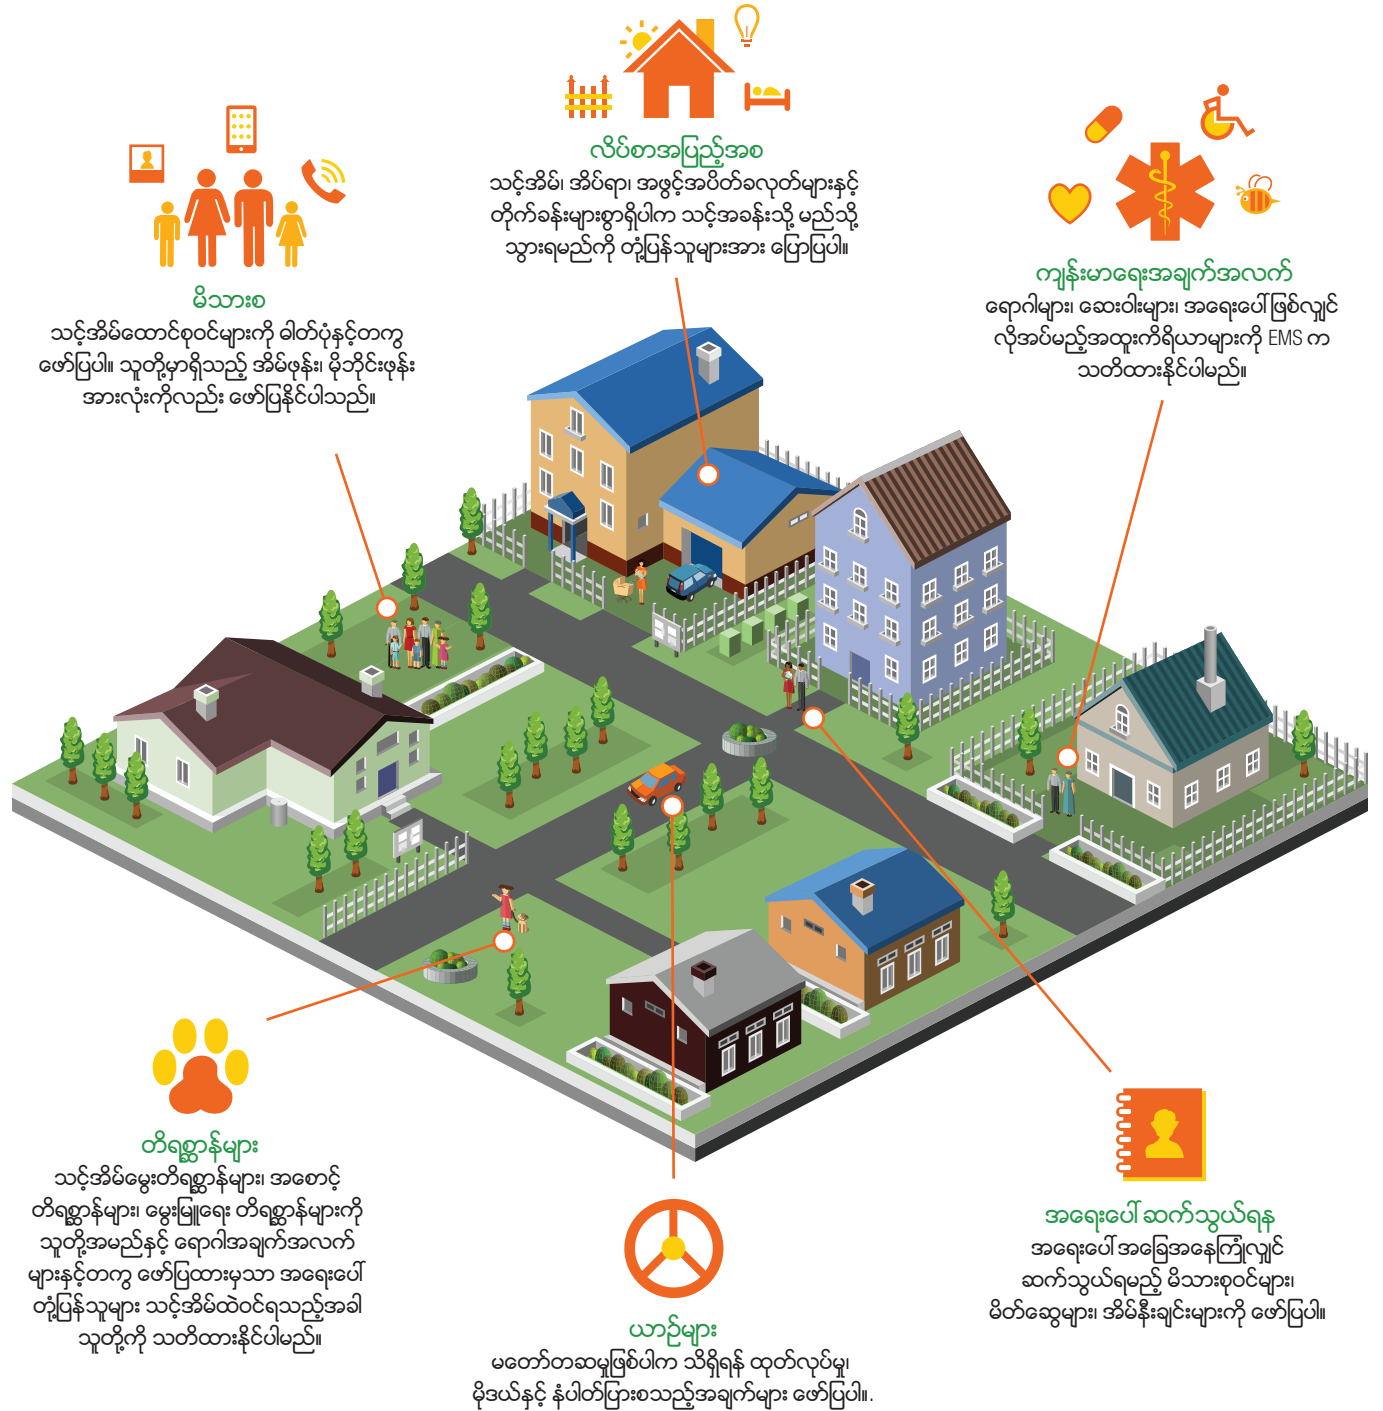 လိပ်စာအပြည့်အစ
သင့်အိမ်၊ အိပ်ရာ၊ အဖွင့်အပိတ်ခလုတ်များနှင့်
တိုက်ခန်းများစွာရှိပါက သင့်အခန်းသို့ မည်သို့
သွားရမည်ကို တုံ့ပြန်သူများအား ပြောပြပါ။
မိသားစု
သင့်အိမ်ထောင်စုဝင်များကို ဓါတ်ပုံနှင့်တကွ
ဖော်ပြပါ။ သူတို့မှာရှိသည့် အိမ်ဖုန်း၊ မိုဘိုင်းဖုန်း
အားလုံးကိုလည်း ဖော်ပြနိုင်ပါသည်။
ကျန်းမာရေးအချက်အလက်
ရောဂါများ၊ ဆေးဝါးများ၊ အရေးပေါ်ဖြစ်လျှင်
လိုအပ်မည့်အထူးကိရိယာများကို EMS က
သတိထားနိုင်ပါမည်။
တိရစ္ဆာန်များ
သင့်အိမ်မွေးတိရစ္ဆာန်များ၊ အစောင့်
တိရစ္ဆာန်များ၊ မွေးမြူရေး တိရစ္ဆာန်များကို
သူတို့အမည်နှင့် ရောဂါအချက်အလက်
များနှင့်တကွ ဖော်ပြထားမှသာ အရေးပေါ်
တုံ့ပြန်သူများ သင့်အိမ်ထဲဝင်ရသည့်အခါ
သူတို့ကို သတိထားနိုင်ပါမည်။
ယာဉ်များ
မတော်တဆမှုဖြစ်ပါက သိရှိရန် ထုတ်လုပ်မှု၊
မိုဒယ်နှင့် နံပါတ်ပြားစသည့်အချက်များ ဖော်ပြပါ။.
အရေးပေါ် ဆက်သွယ်ရန
အရေးပေါ် အခြေအနေကြုံလျှင်
ဆက်သွယ်ရမည့် မိသားစုဝင်များ၊
မိတ်ဆွေများ၊ အိမ်နီးချင်းများကို ဖော်ပြပါ။